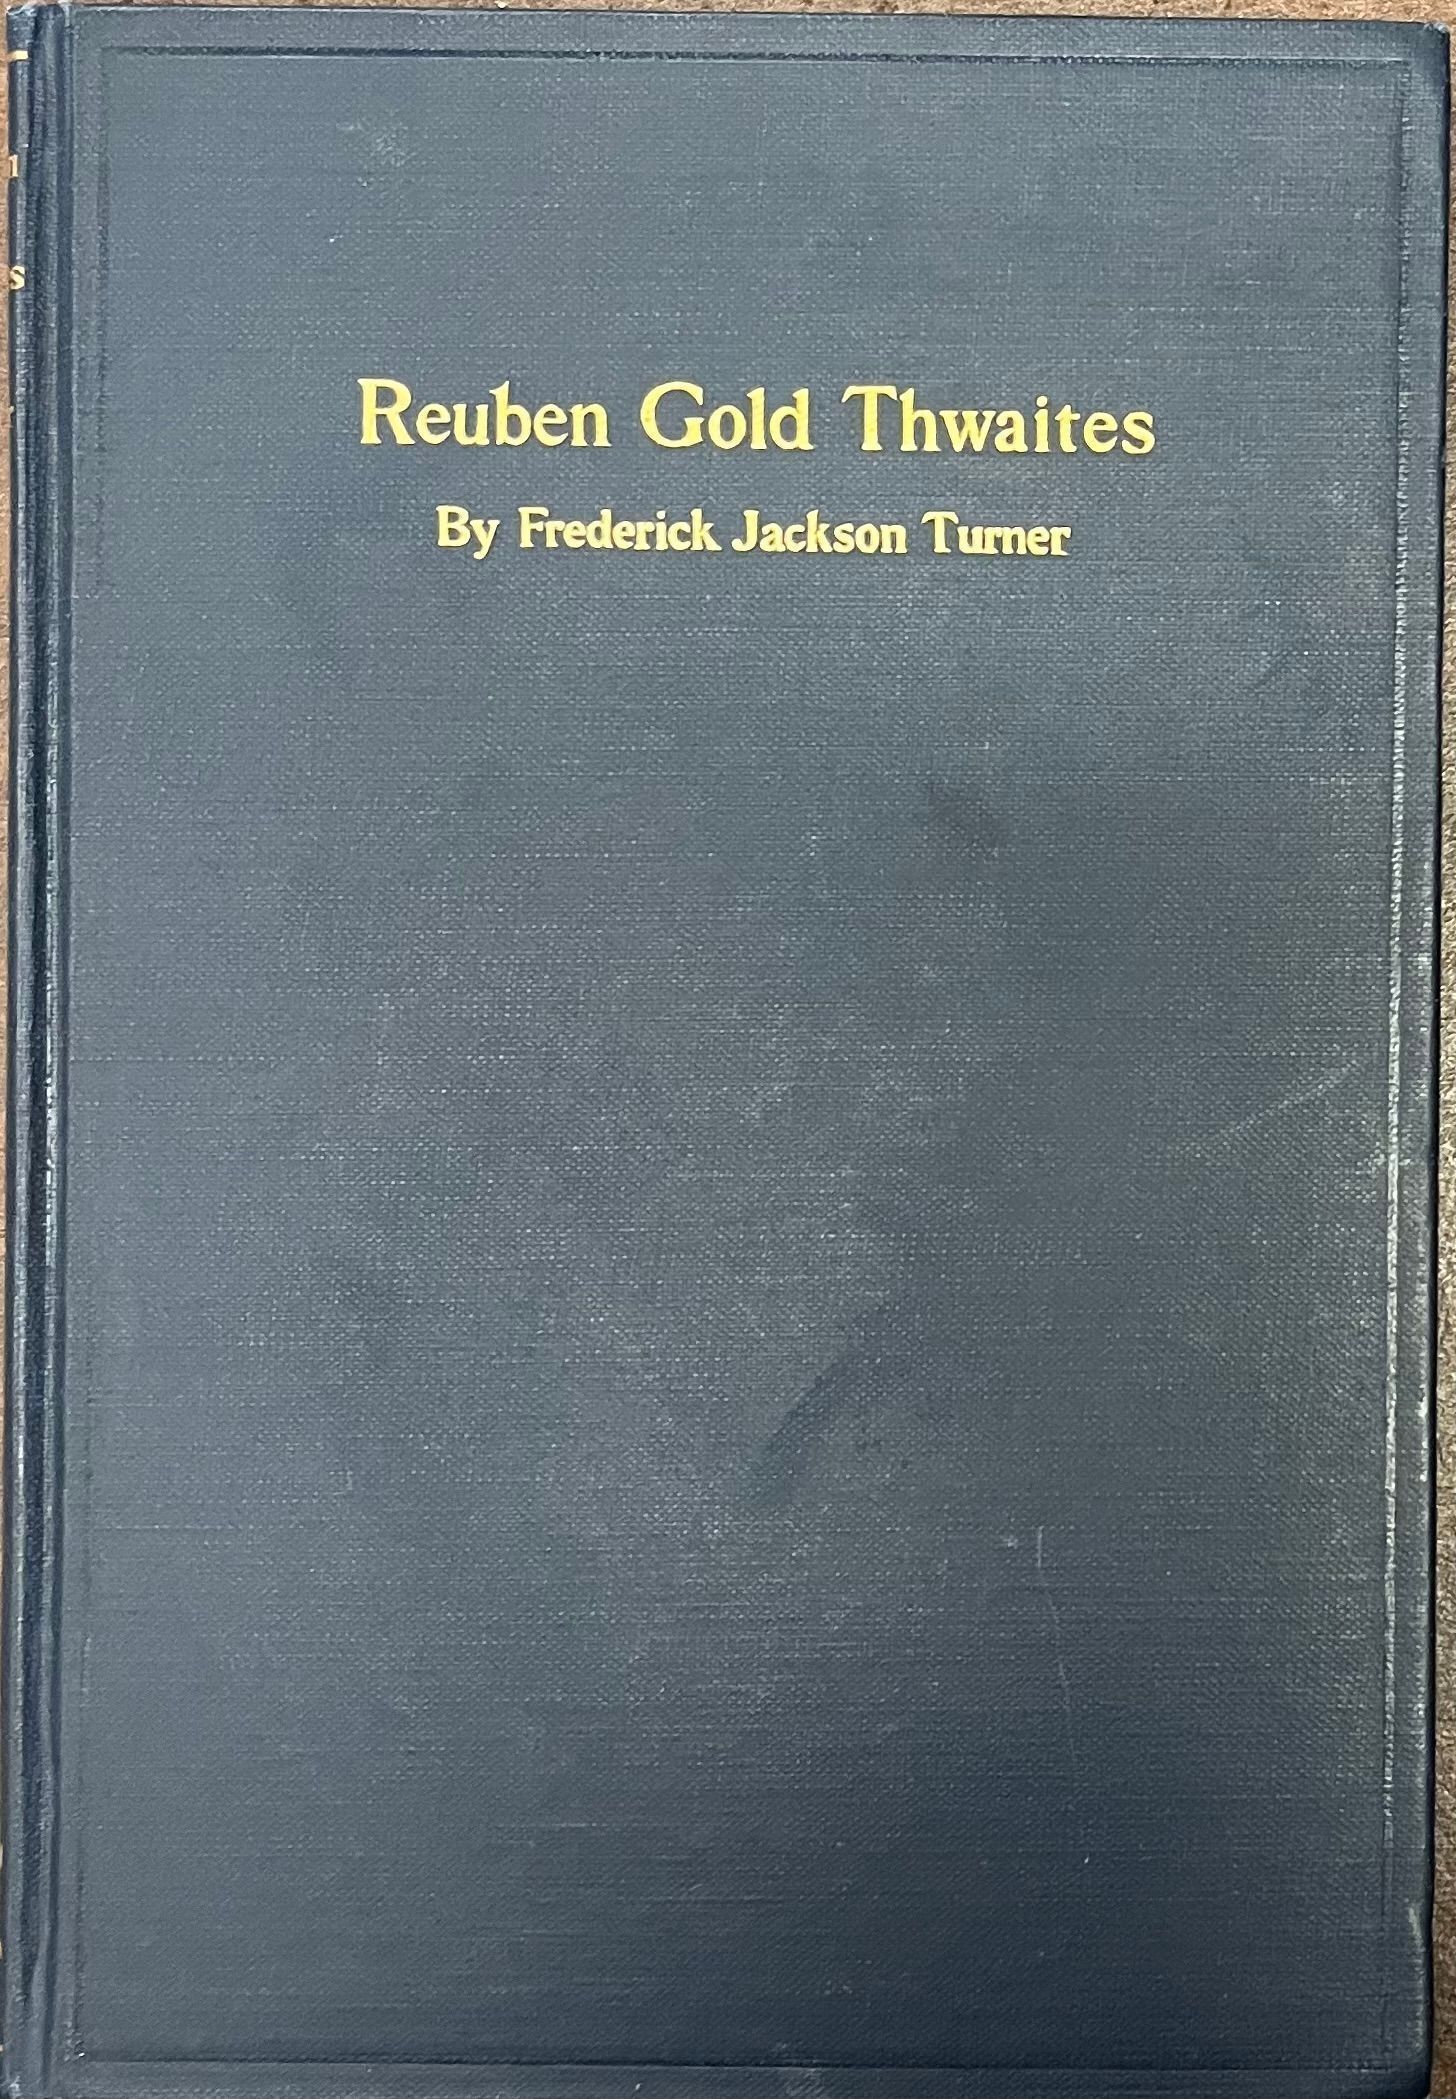 Reuben Gold Thwaites
By Frederick Jackson Turner